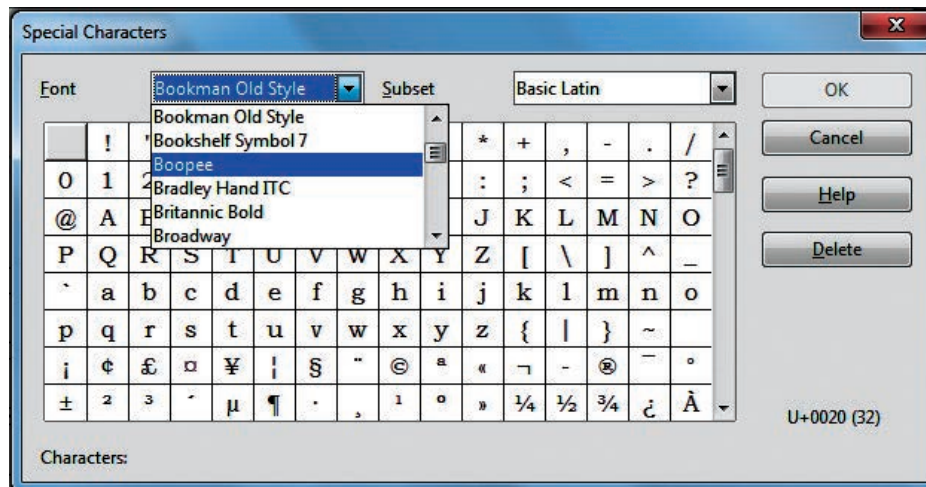 Special Characters
Font Bookman Old Style Subset Basic Latin OK
Bookman Old Style
Bookshelf Symbol 7
Boopee
Bradley Hand ITC
Britannic Bold
Broadway
Cancel
Help
Delete
! " * + , - . /
0 1 2 : ; < = > ?
@ A B J K L M N O
P Q R S T U V W X Y Z [ \ ] ^ _
` a b c d e f g h i j k l m n o
p q r s t u v w x y z { | } ~
¡ ¢ £ ¤ ¥ ¦ § ¨ © ª « ¬ - ® ¯ °
± ² ³ ´ µ ¶ · ¸ ¹ º » ¼ ½ ¾ ¿ À
U+0020 (32)
Characters: